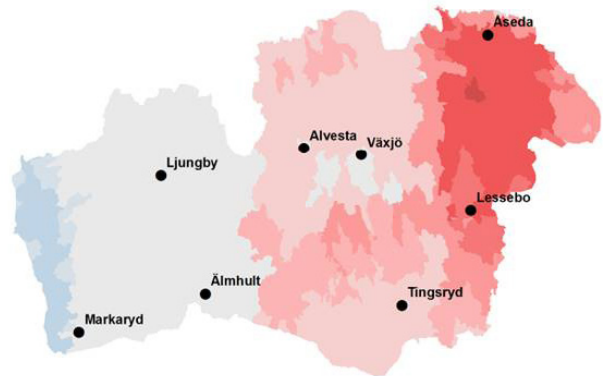 Åseda
Alvesta
Växjö
Ljungby
Lessebo
Älmhult
Tingsryd
Markaryd